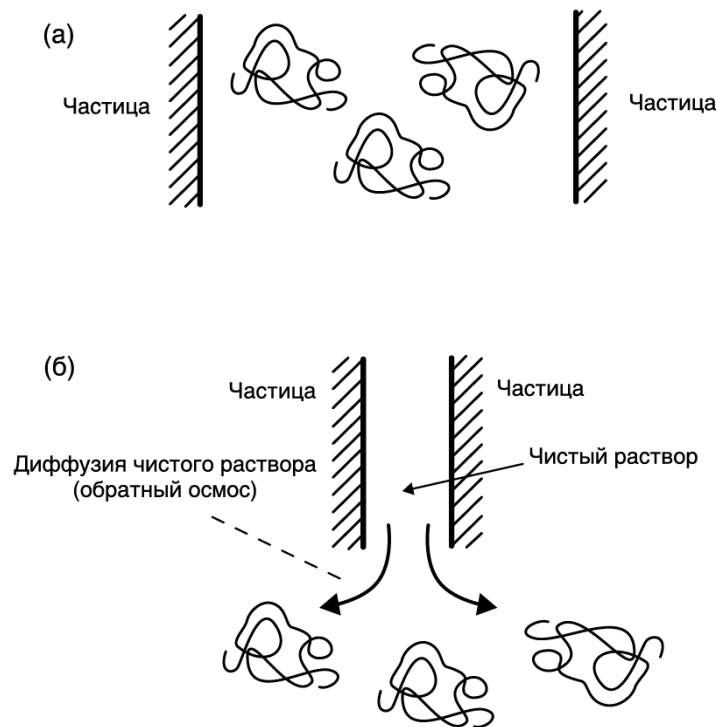 (а)
Частица
Частица
(б)
Частица
Частица
Диффузия чистого раствора
(обратный осмос)
Чистый раствор